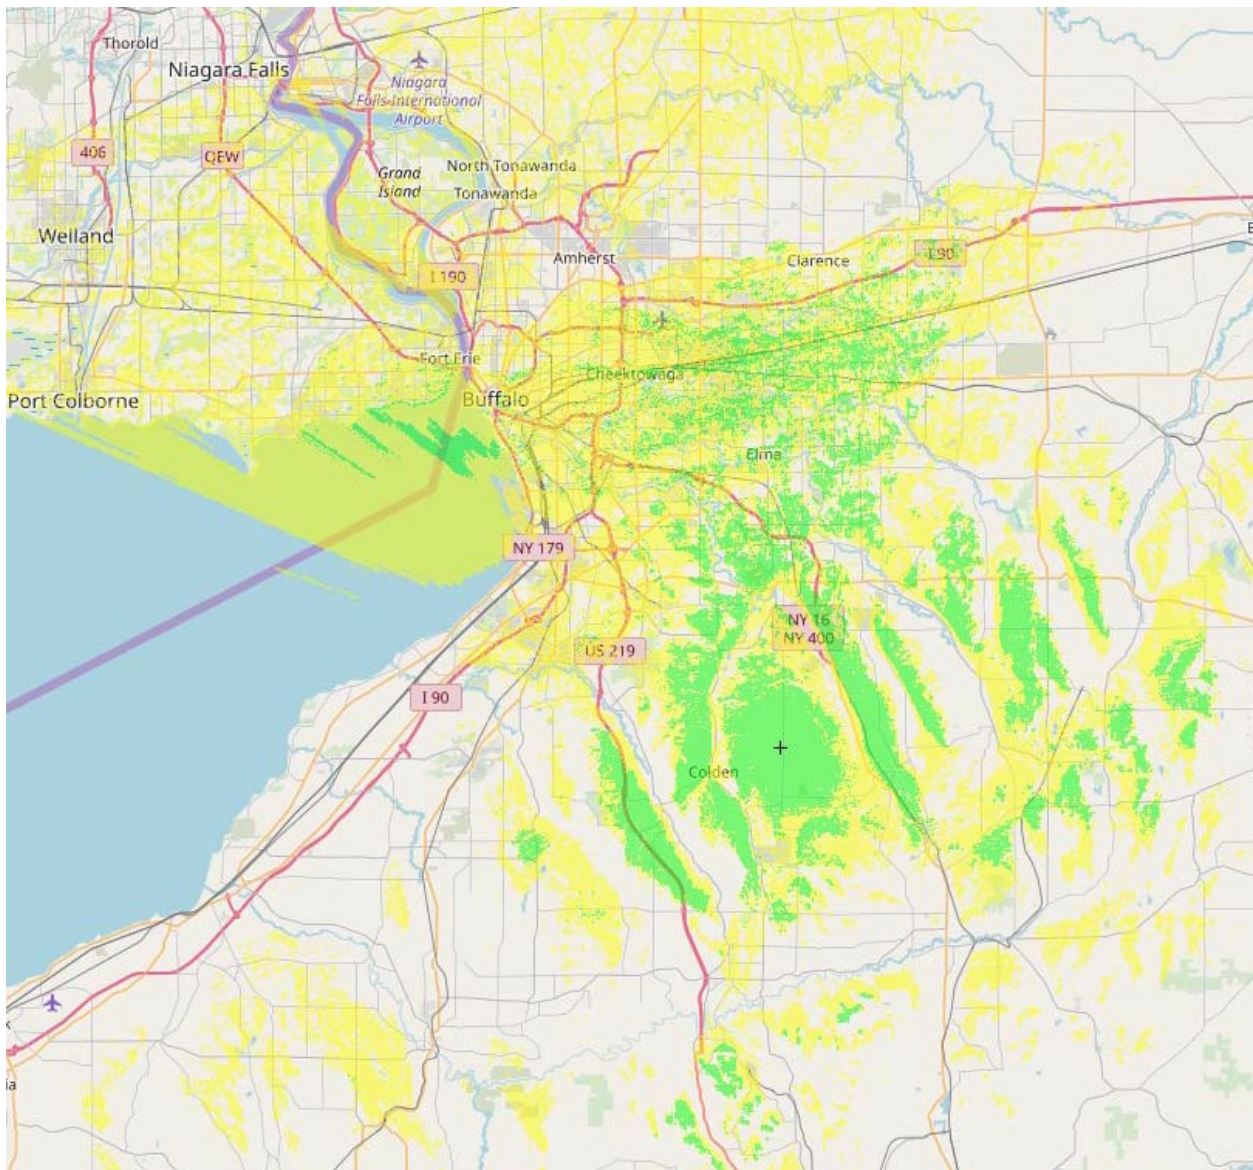 Thorold
Niagara Falls
Niagara
Falls International
Airport
406
QEW
North Tonawanda
Grand
Island
Tonawanda
Welland
Amherst
Clarence
I 90
E
I 190
Fort Erie
Cheektowaga
Port Colborne
Buffalo
Elma
NY 179
NY 16
NY 400
US 219
I 90
Colden
k
ia